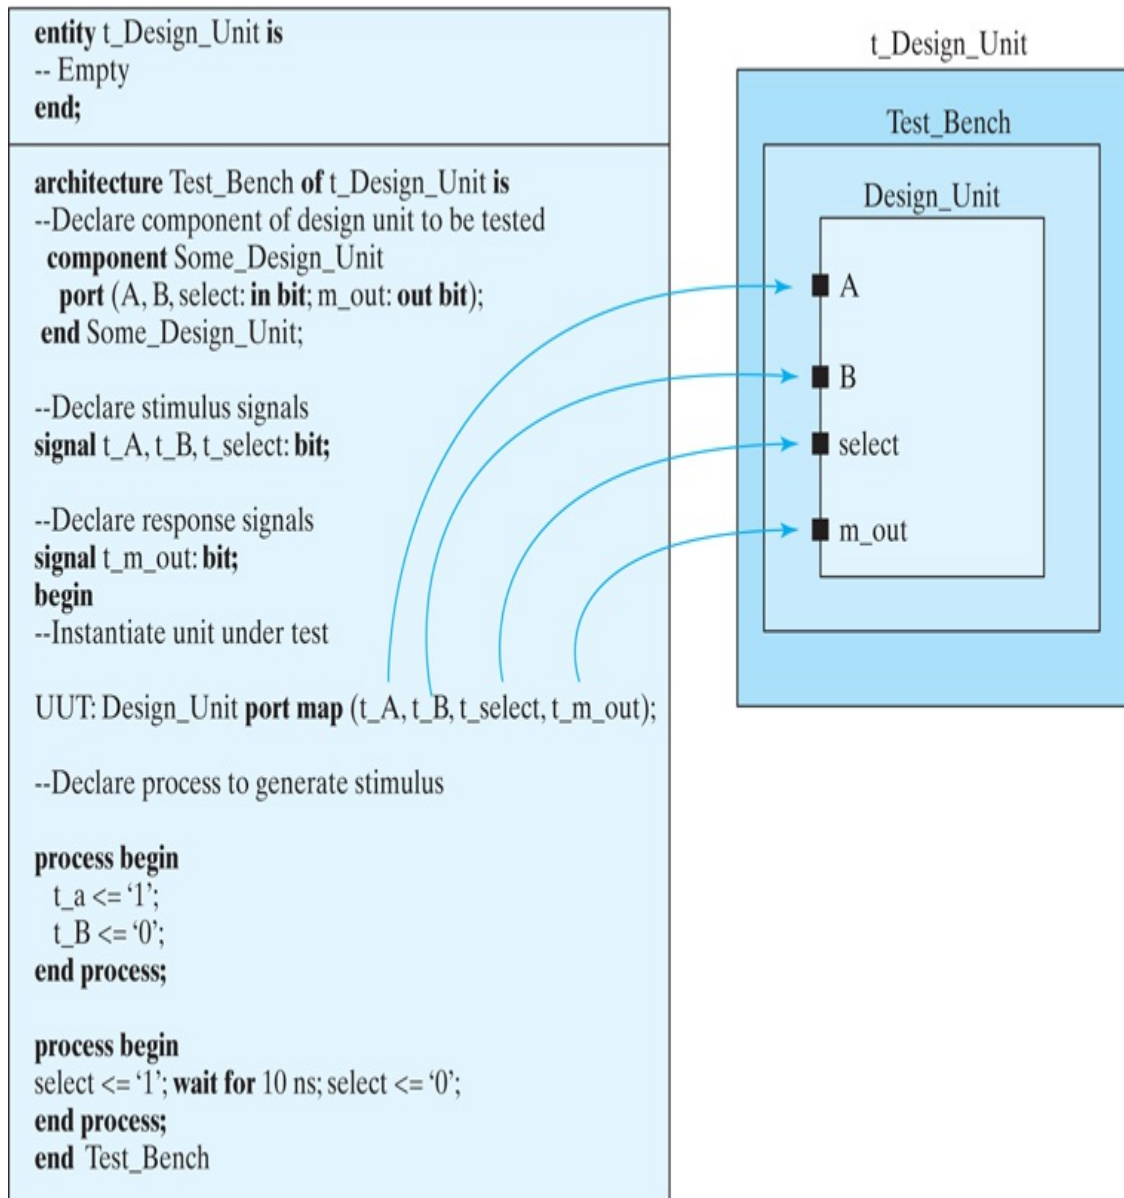 entity t_Design_Unit is
-- Empty
end;
architecture Test_Bench of t_Design_Unit is
--Declare component of design unit to be tested
component Some_Design_Unit
port (A, B, select: in bit; m_out: out bit);
end Some_Design_Unit;
--Declare stimulus signals
signal t_A, t_B, t_select: bit;
--Declare response signals
signal t_m_out: bit;
begin
--Instantiate unit under test
UUT: Design_Unit port map (t_A, t_B, t_select, t_m_out);
--Declare process to generate stimulus
process begin
t_a <= ‘1’;
t_B <= ‘0’;
end process;
process begin
select <= ‘1’; wait for 10 ns; select <= ‘0’;
end process;
end Test_Bench
t_Design_Unit
Test_Bench
Design_Unit
A
B
select
m_out